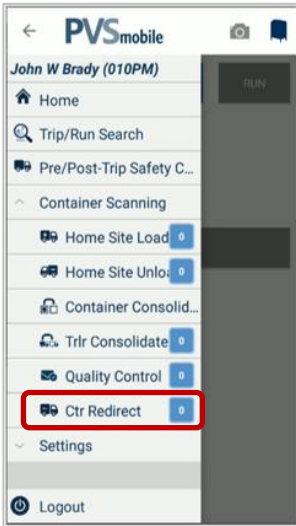 PVSmobile
John W Brady (010PM)
RUN
Home
Trip/Run Search
Pre/Post-Trip Safety C...
Container Scanning
Home Site Load 0
Home Site Unloa 0
Container Consolid...
Trlr Consolidate 0
Quality Control 0
Ctr Redirect 0
Settings
Logout